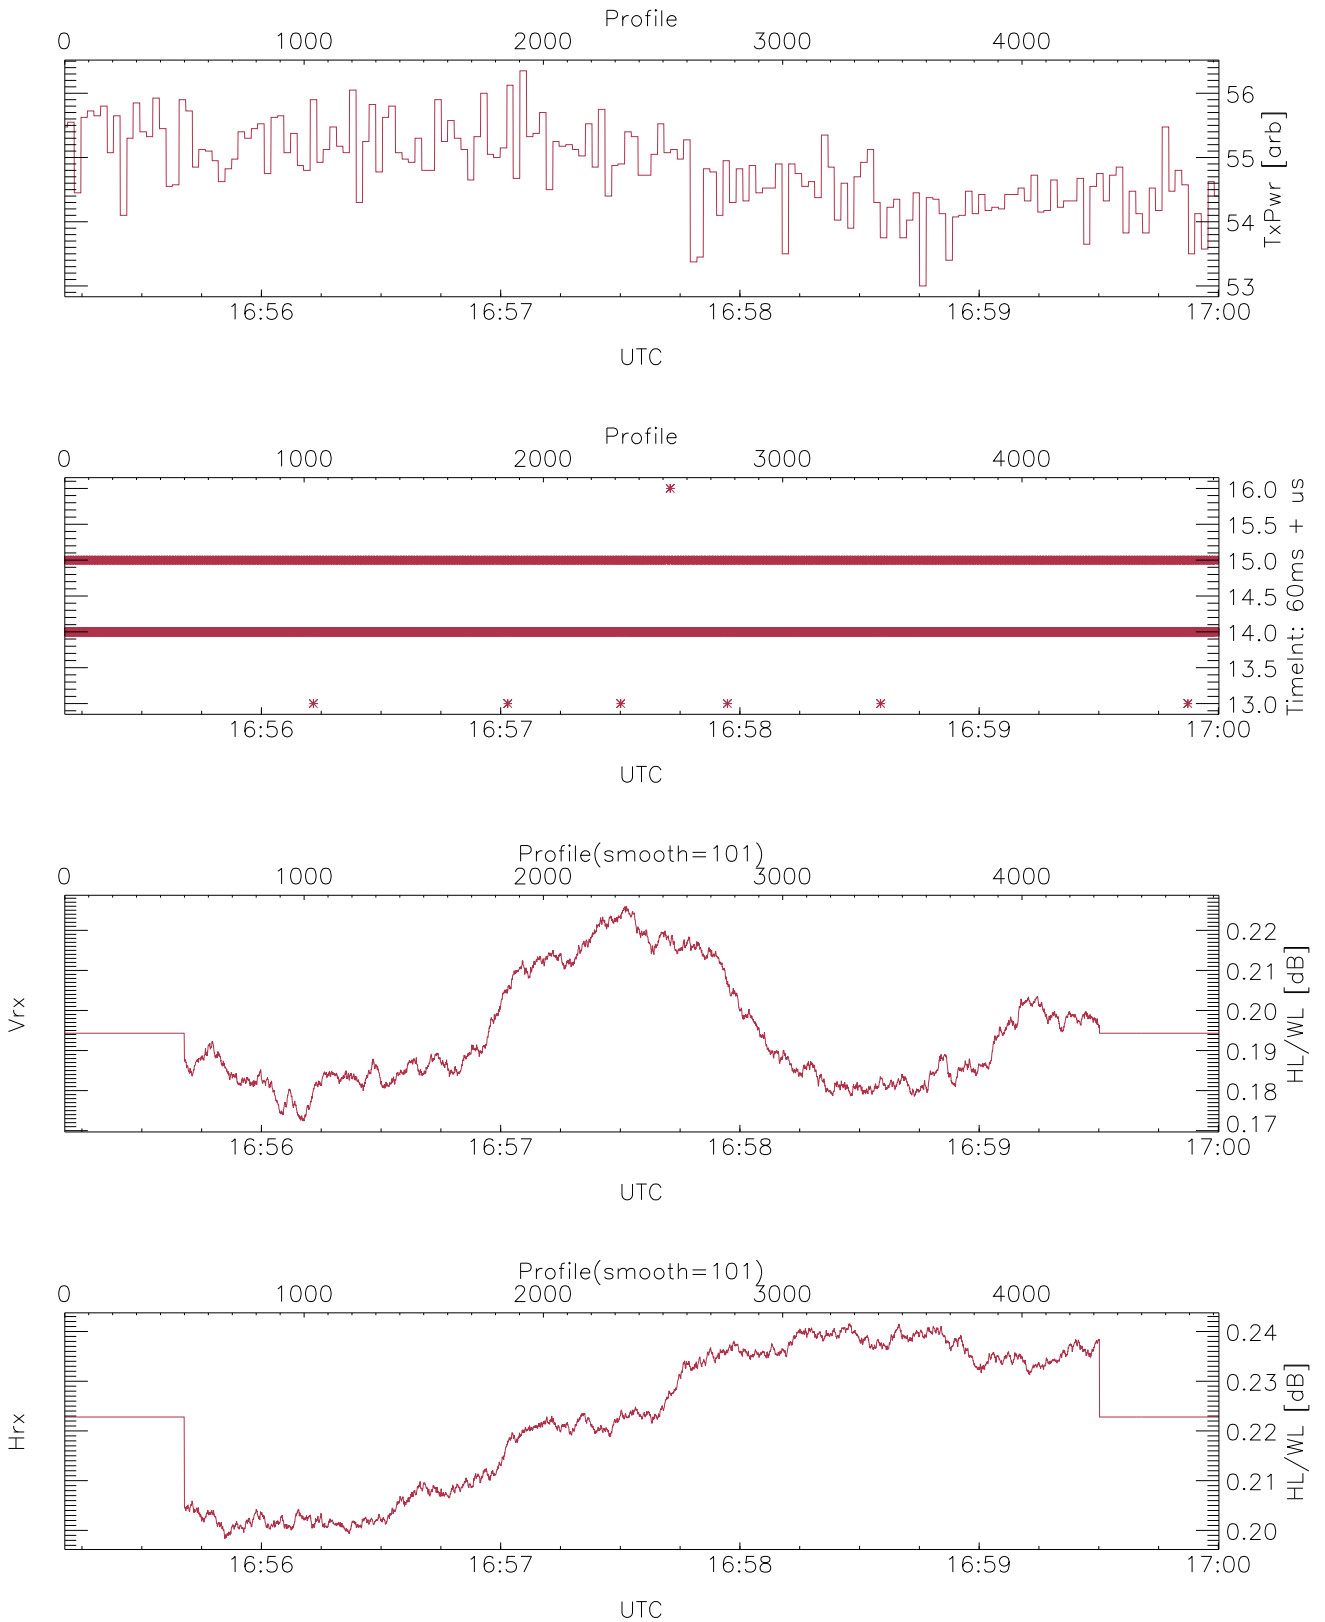 Profile
0 1000 2000 3000 4000
56
55
54
53
TxPwr [arb]
16:56 16:57 16:58 16:59 17:00
UTC
Profile
0 1000 2000 3000 4000
16.0
15.5
15.0
14.5
14.0
13.5
13.0
TimeInt: 60ms + us
16:56 16:57 16:58 16:59 17:00
UTC
Profile(smooth=101)
0 1000 2000 3000 4000
Vrx
0.22
0.21
0.20
0.19
0.18
0.17
HL/WL [dB]
16:56 16:57 16:58 16:59 17:00
UTC
Profile(smooth=101)
0 1000 2000 3000 4000
Hrx
0.24
0.23
0.22
0.21
0.20
HL/WL [dB]
16:56 16:57 16:58 16:59 17:00
UTC